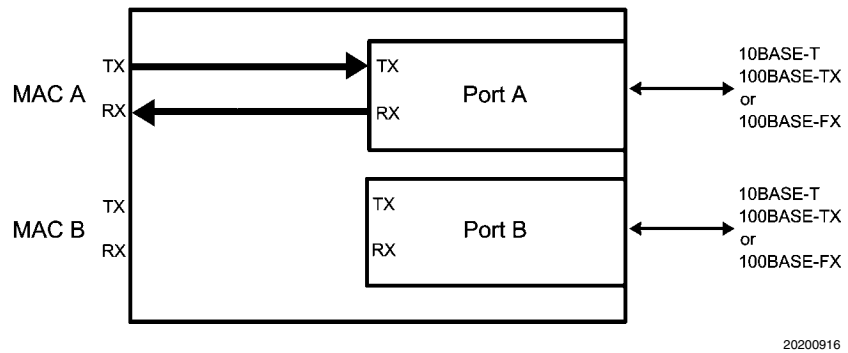 MAC A
TX
RX
TX
RX
Port A
10BASE-T
100BASE-TX
or
100BASE-FX
MAC B
TX
RX
TX
RX
Port B
10BASE-T
100BASE-TX
or
100BASE-FX
20200916